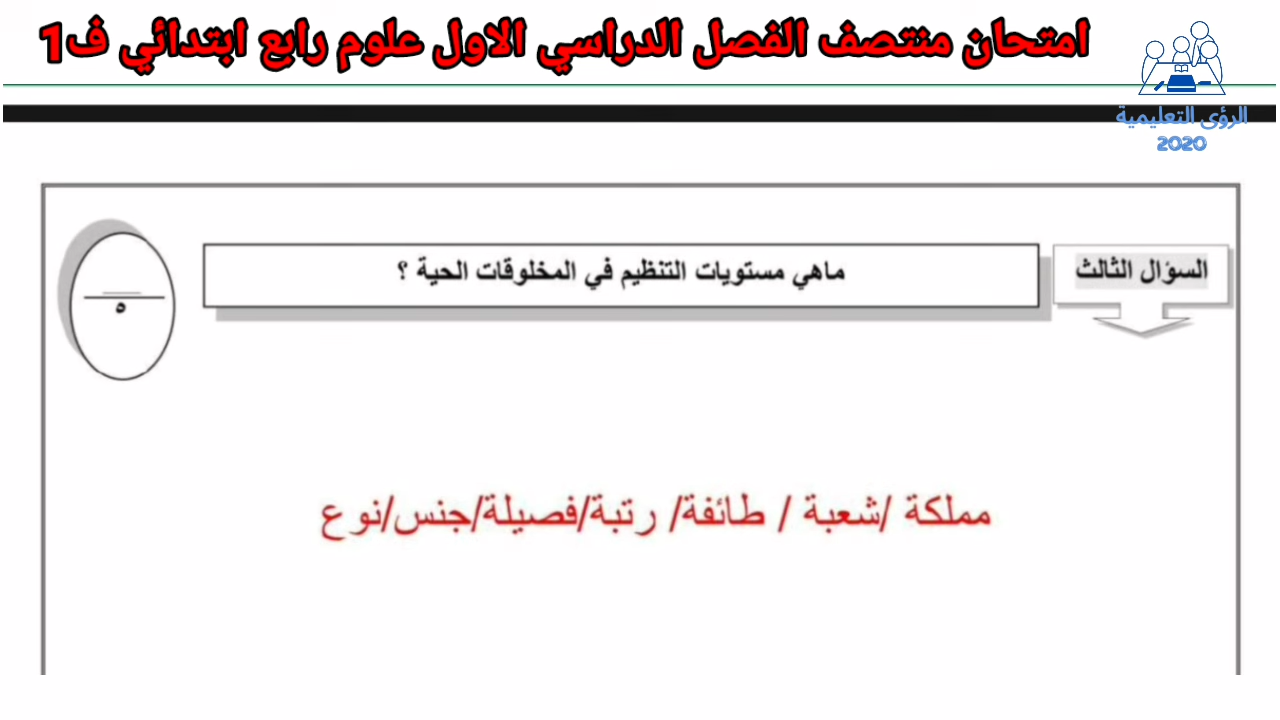 امتحان منتصف الفصل الدراسي الاول علوم رابع ابتدائي ف1
الرؤى التعليمية
2020
السؤال الثالث
ماهي مستويات التنظيم في المخلوقات الحية ؟
٥
مملكة /شعبة / طائفة/ رتبة/فصيلة/جنس/نوع